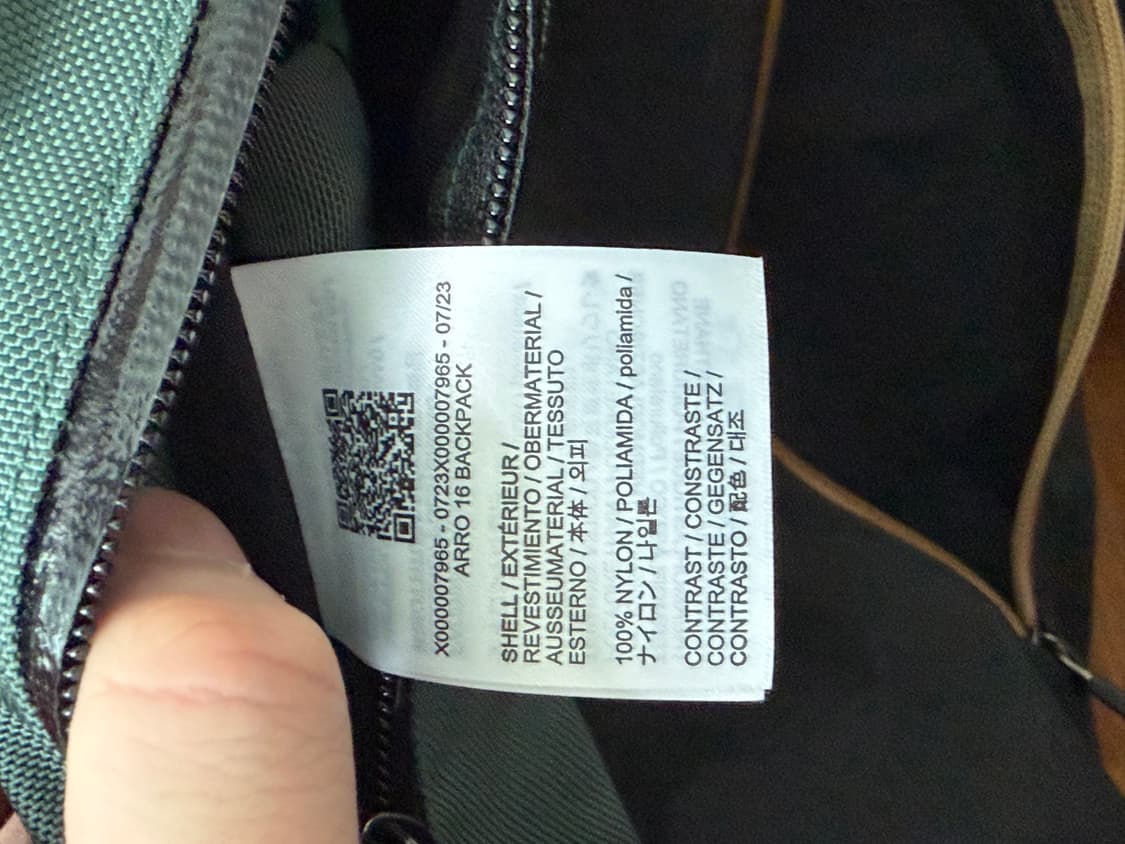 X000007965 - 0723X000007965 - 07/23
ARRO 16 BACKPACK
SHELL / EXTÉRIEUR /
REVESTIMIENTO / OBERMATERIAL /
AUSSEUMATERIAL / TESSUTO
ESTERNO / 本体 / 외피
100% NYLON / POLIAMIDA / poliamida /
ナイロン / 나일론
CONTRAST / CONSTRASTE /
CONTRASTE / GEGENSATZ /
CONTRASTO / 配色 / 대조